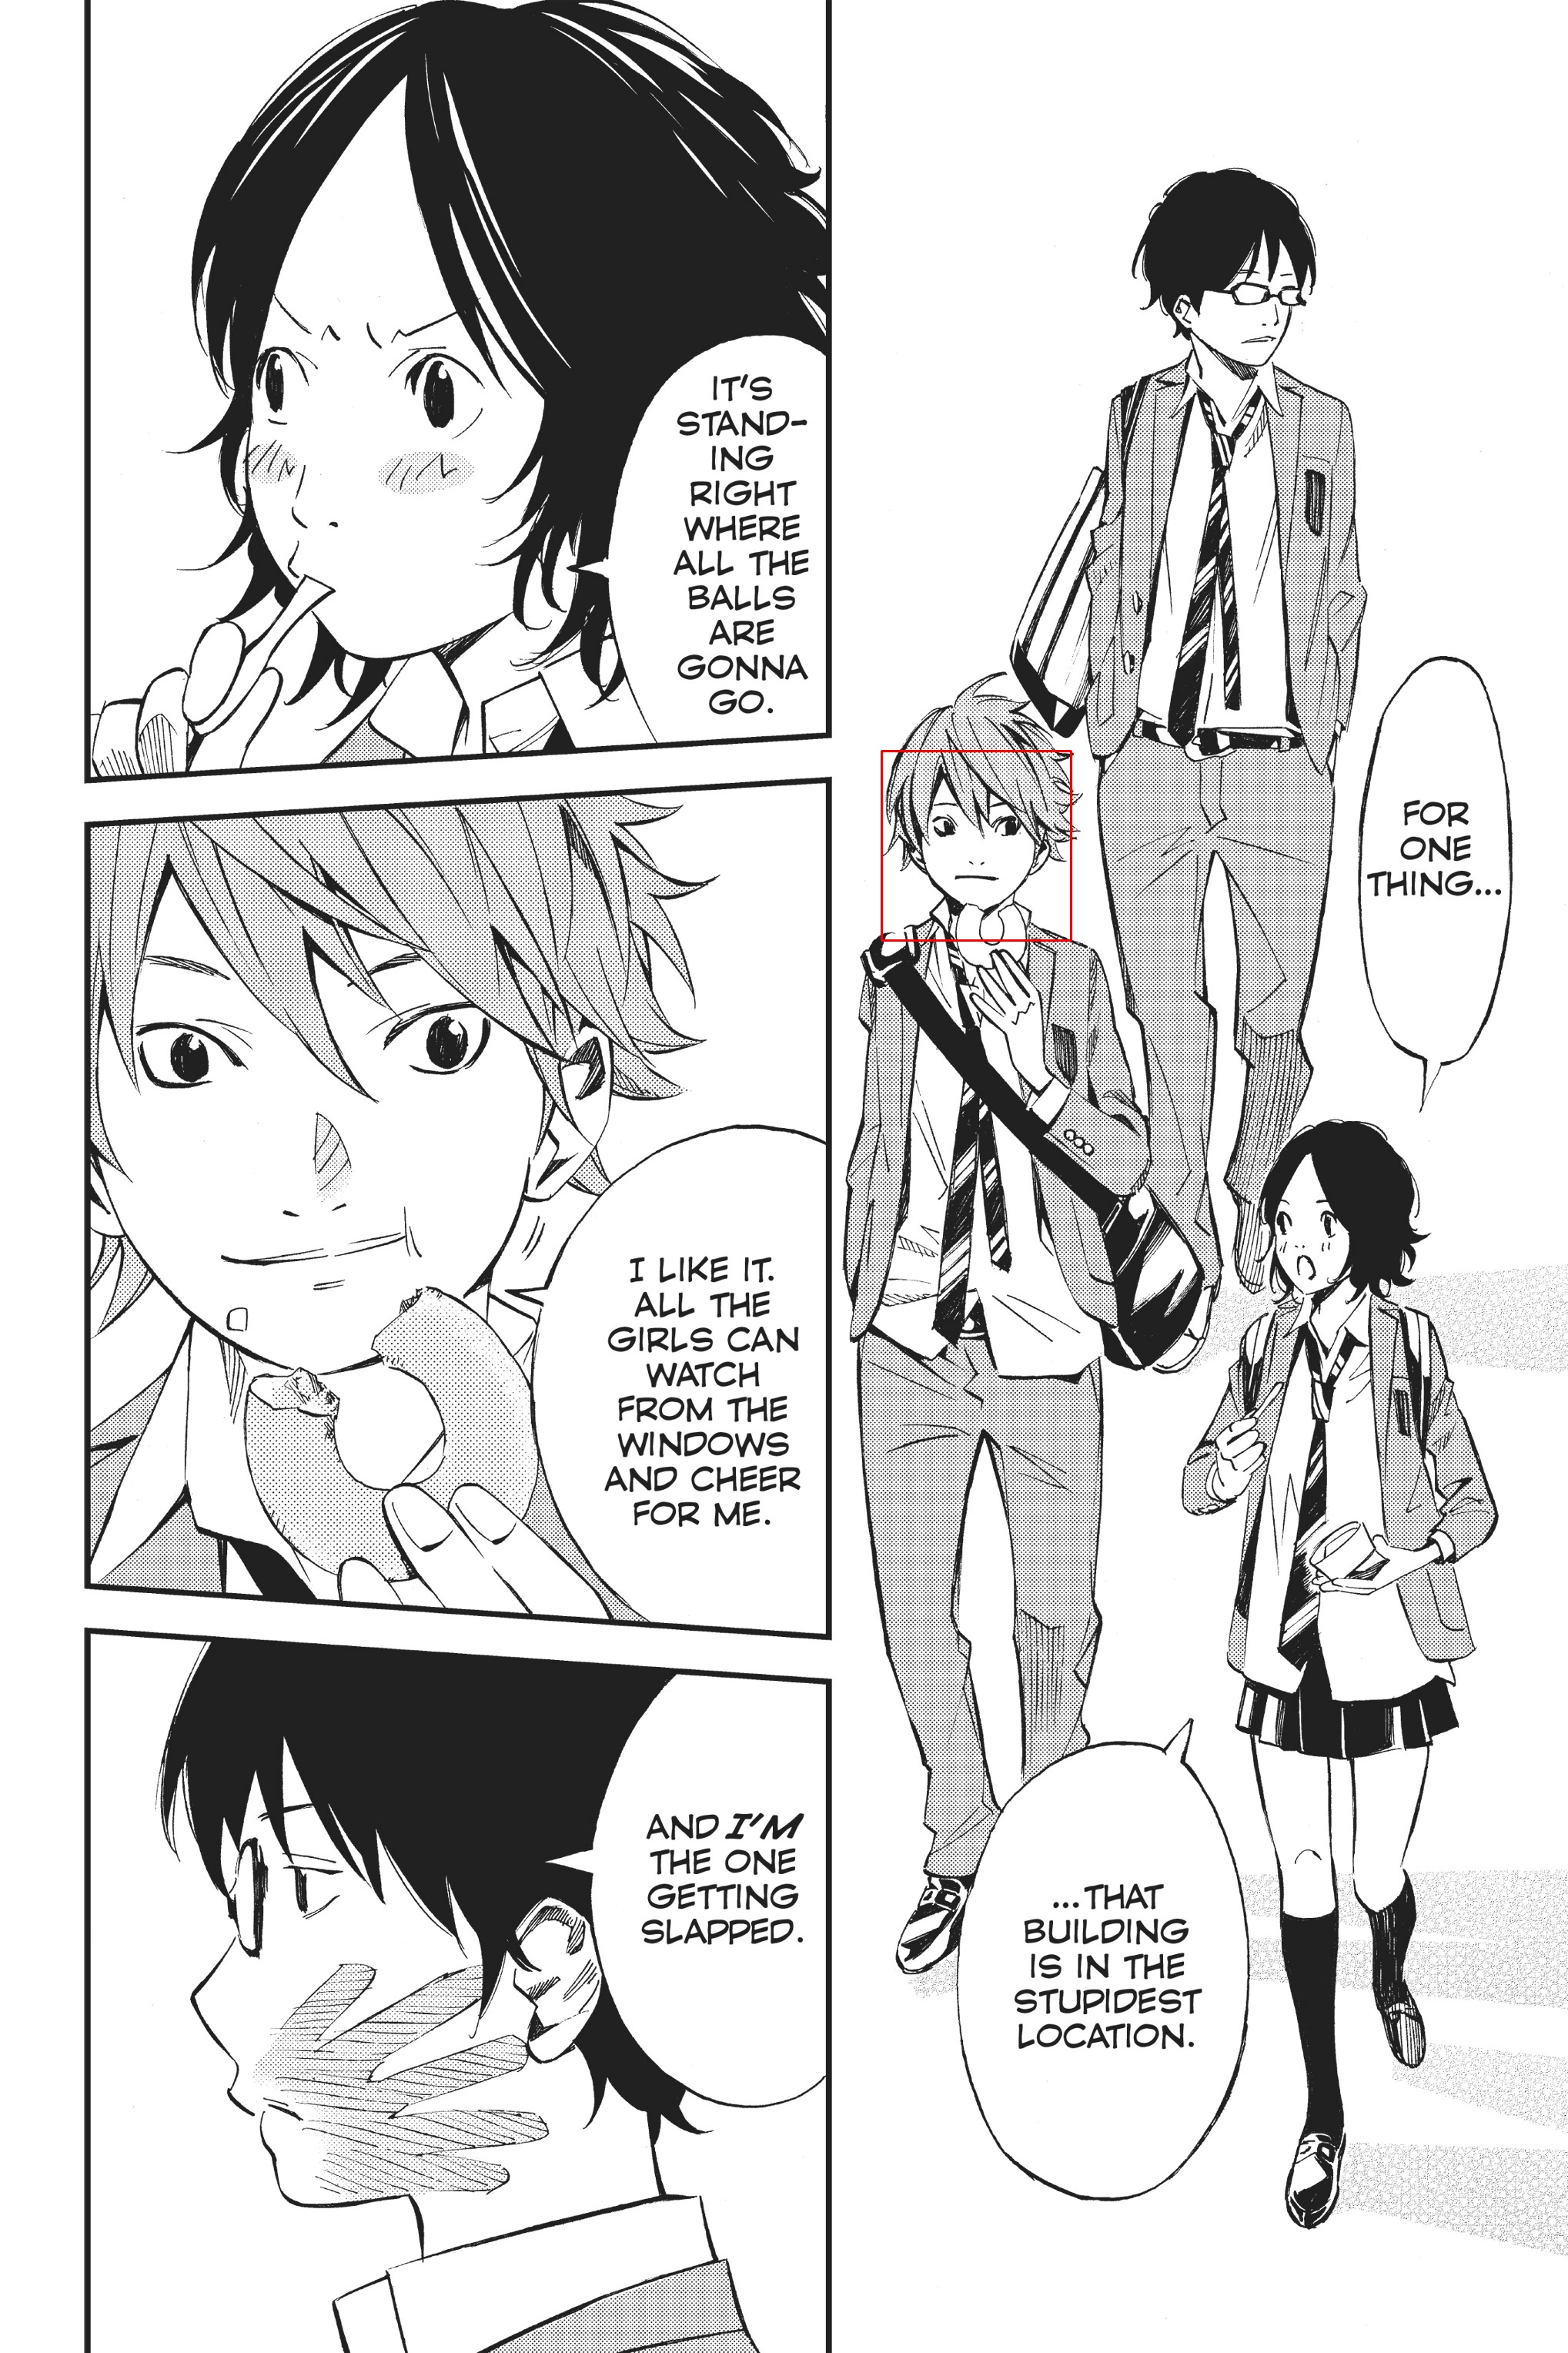 FOR
ONE
THING...
...THAT
BUILDING
IS IN THE
STUPIDEST
LOCATION.
IT'S
STAND-
ING
RIGHT
WHERE
ALL THE
BALLS
ARE
GONNA
GO.
I LIKE IT.
ALL THE
GIRLS CAN
WATCH
FROM THE
WINDOWS
AND CHEER
FOR ME.
AND I'M
THE ONE
GETTING
SLAPPED.